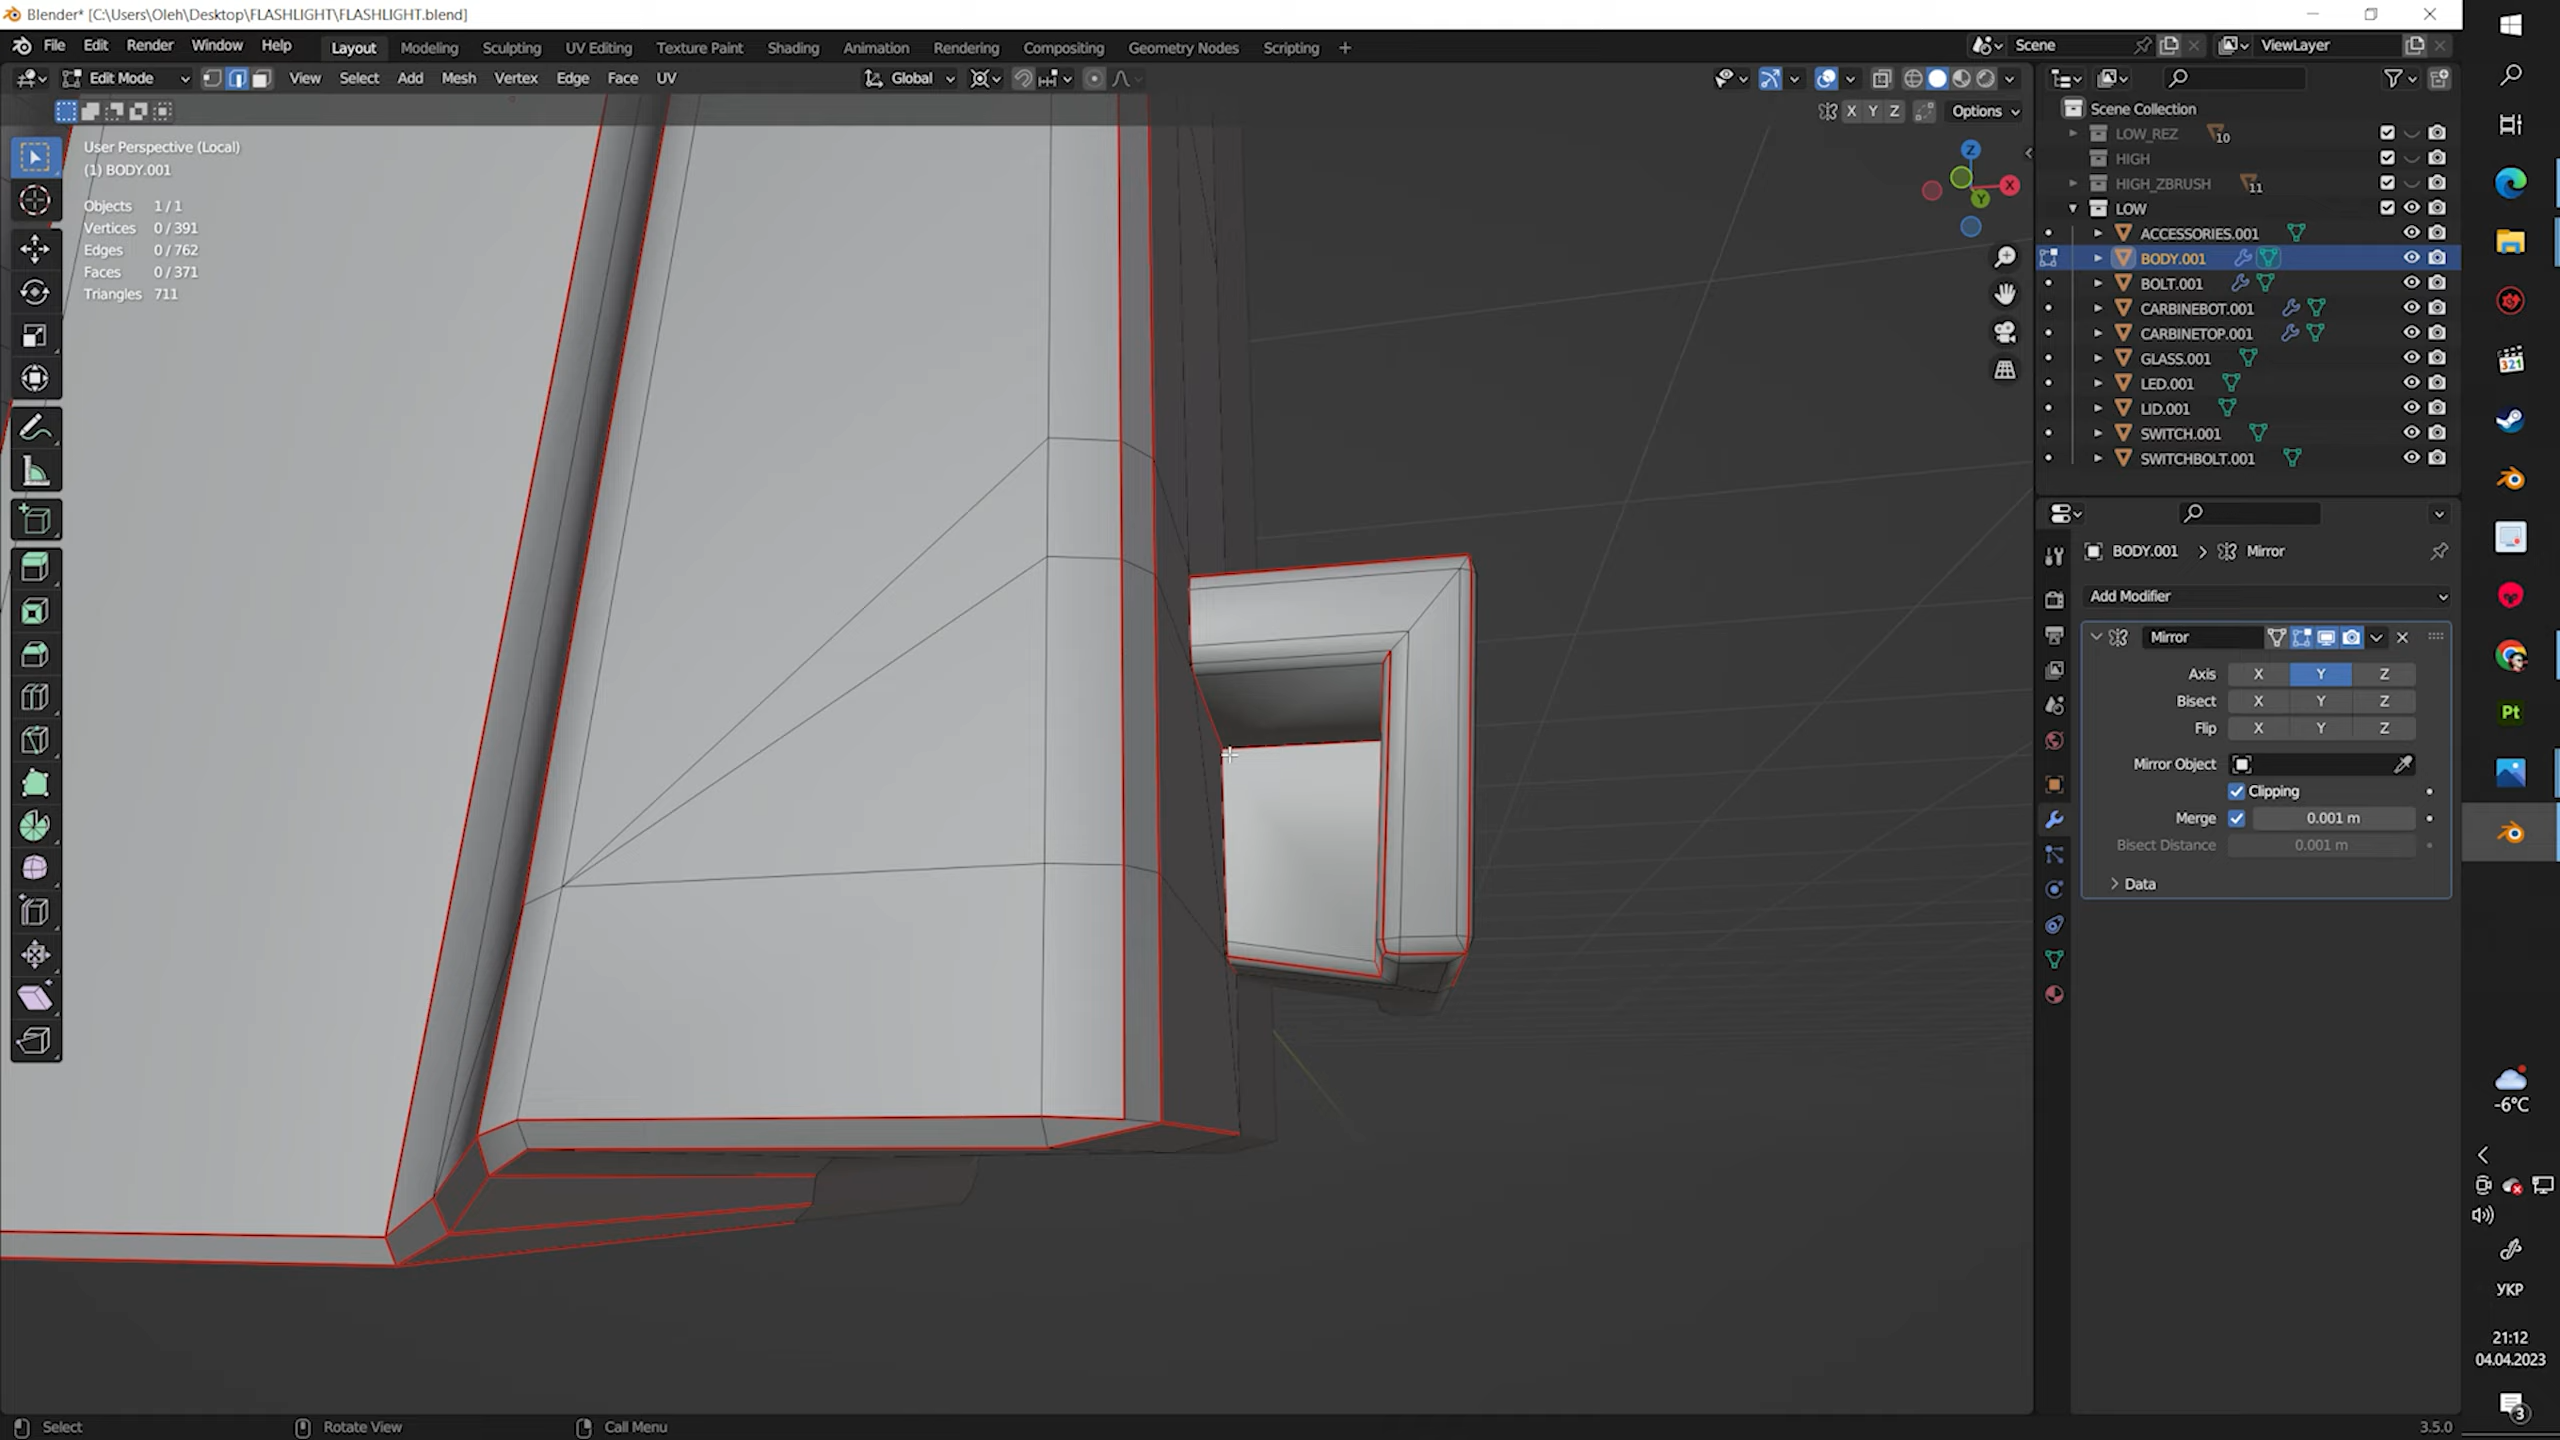 Blender* [C:\Users\Oleh\Desktop\FLASHLIGHT\FLASHLIGHT.blend]
File Edit Render Window Help Layout Modeling Sculpting UV Editing Texture Paint Shading Animation Rendering Compositing Geometry Nodes Scripting + Scene ViewLayer
Edit Mode View Select Add Mesh Vertex Edge Face UV Global
X Y Z Options
User Perspective (Local)
(1) BODY.001
Objects 1/1
Vertices 0/391
Edges 0/762
Faces 0/371
Triangles 711
Z
X
Y
Scene Collection
LOW_REZ 10
HIGH
HIGH_ZBRUSH 11
LOW
ACCESSORIES.001
BODY.001
BOLT.001
CARBINEBOT.001
CARBINETOP.001
GLASS.001
LED.001
LID.001
SWITCH.001
SWITCHBOLT.001
BODY.001 > Mirror
Add Modifier
Mirror
Axis X Y Z
Bisect X Y Z
Flip X Y Z
Mirror Object
Clipping
Merge 0.001 m
Bisect Distance 0.001 m
Data
321
Pt
-6°C
УКР
21:12
04.04.2023
3
Select Rotate View Call Menu 3.5.0